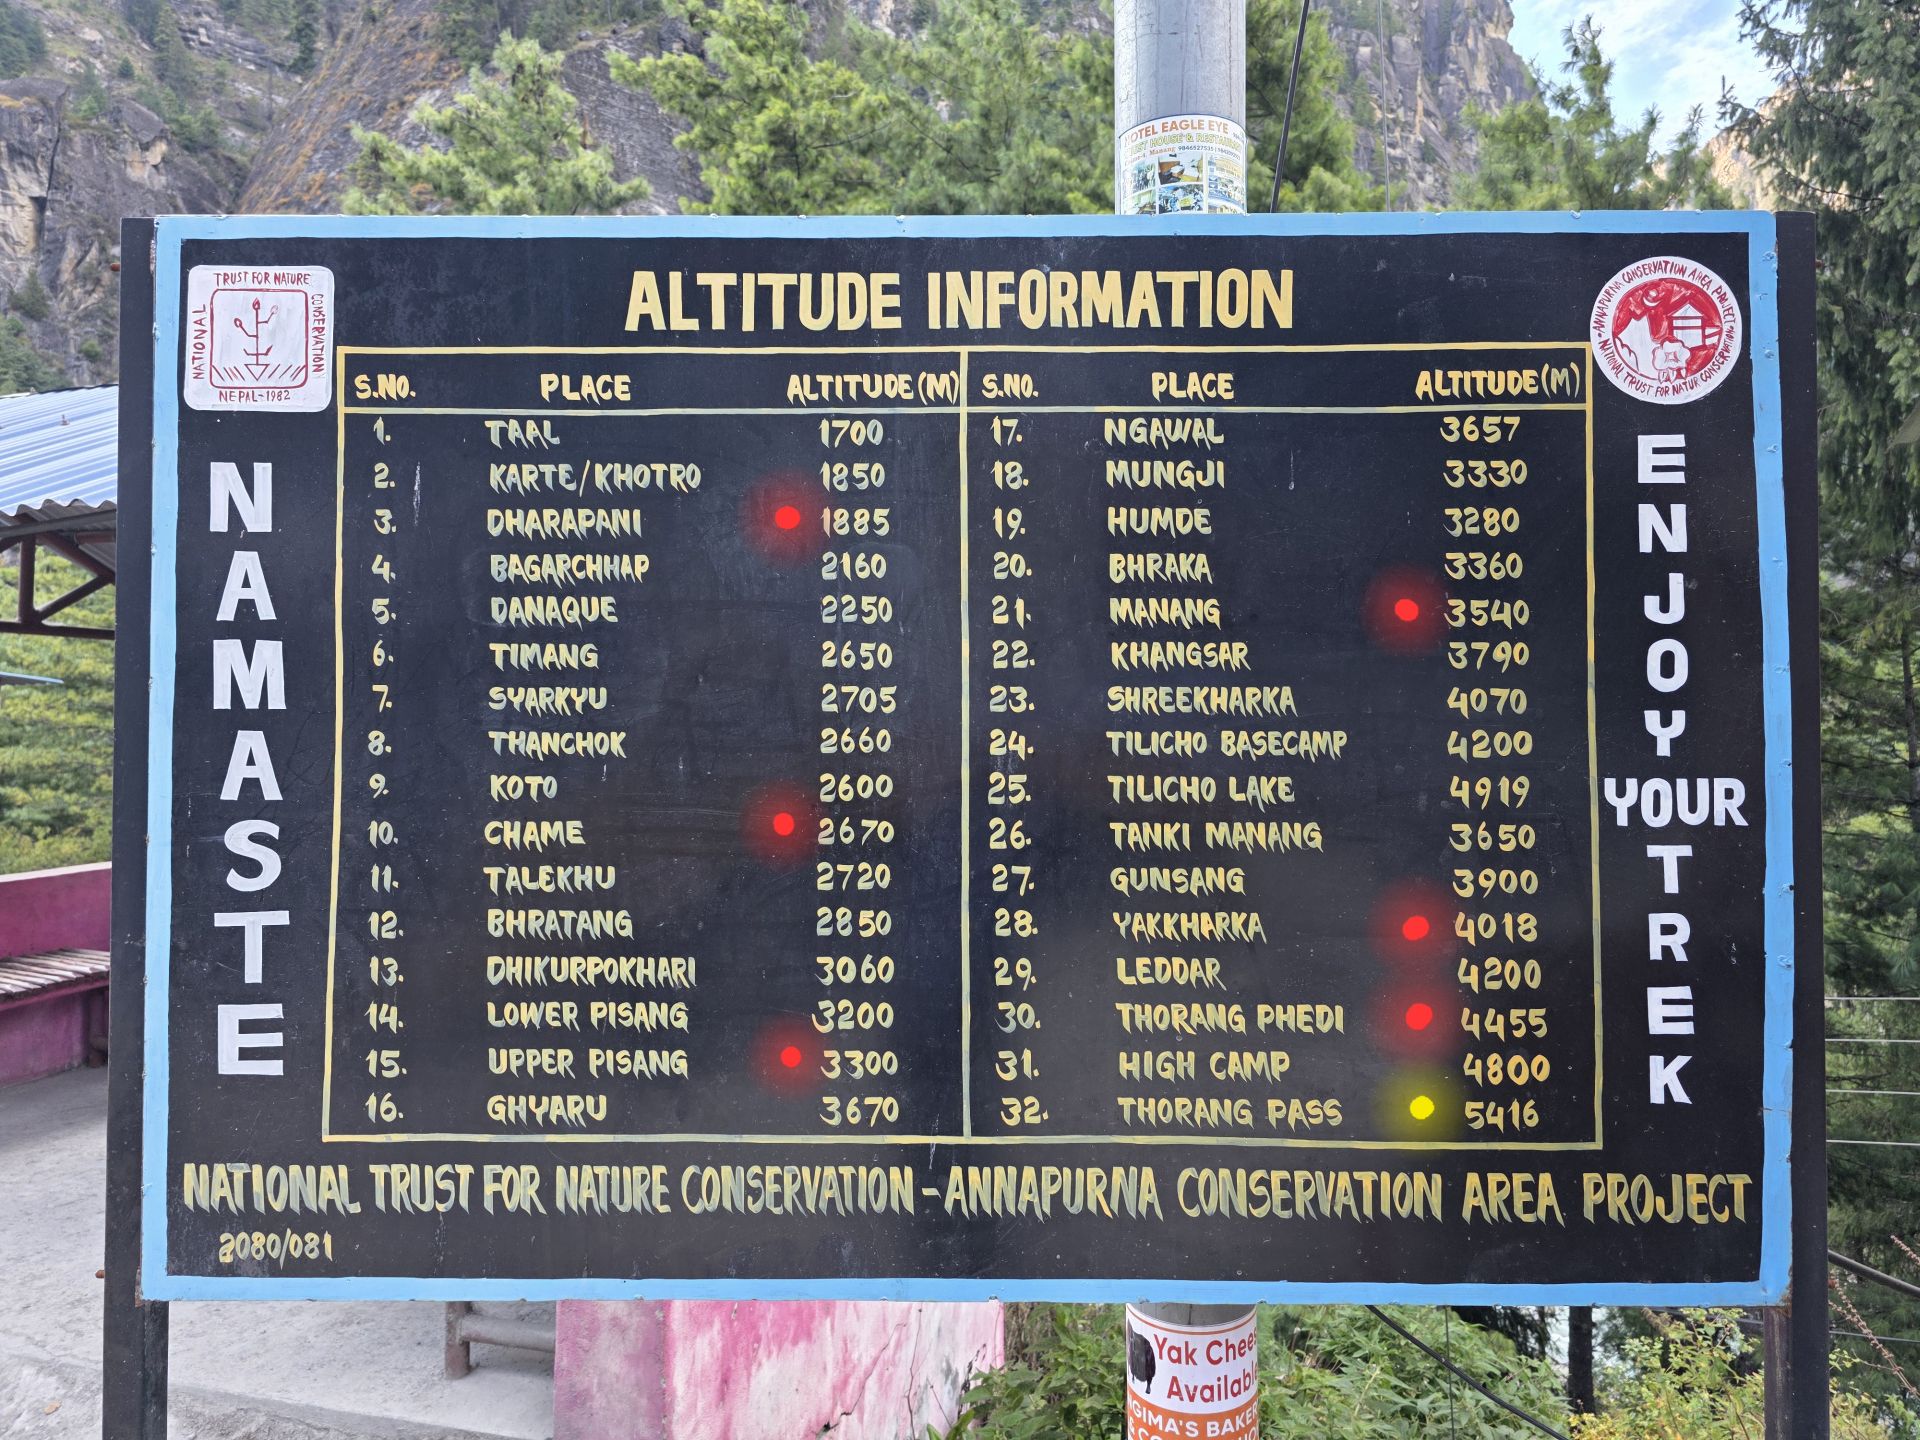 HOTEL EAGLE EYE
TRUST FOR NATURE
NATIONAL
CONSERVATION
NEPAL-1982
ALTITUDE INFORMATION
ANNAPURNA CONSERVATION AREA PROJECT
NATIONAL TRUST FOR NATUR CONSERVATION
S.NO. PLACE ALTITUDE(M) S.NO. PLACE ALTITUDE(M)
1. TAAL 1700 17. NGAWAL 3657
2. KARTE/KHOTRO 1850 18. MUNGJI 3330
3. DHARAPANI 1885 19. HUMDE 3280
4. BAGARCHHAP 2160 20. BHRAKA 3360
5. DANAQUE 2250 21. MANANG 3540
6. TIMANG 2650 22. KHANGSAR 3790
7. SYARKYU 2705 23. SHREEKHARKA 4070
8. THANCHOK 2660 24. TILICHO BASECAMP 4200
9. KOTO 2600 25. TILICHO LAKE 4919
10. CHAME 2670 26. TANKI MANANG 3650
11. TALEKHU 2720 27. GUNSANG 3900
12. BHRATANG 2850 28. YAKKHARKA 4018
13. DHIKURPOKHARI 3060 29. LEDDAR 4200
14. LOWER PISANG 3200 30. THORANG PHEDI 4455
15. UPPER PISANG 3300 31. HIGH CAMP 4800
16. GHYARU 3670 32. THORANG PASS 5416
NAMASTE
ENJOY
YOUR
TREK
NATIONAL TRUST FOR NATURE CONSERVATION-ANNAPURNA CONSERVATION AREA PROJECT
2080/081
Yak Chees
Availabl